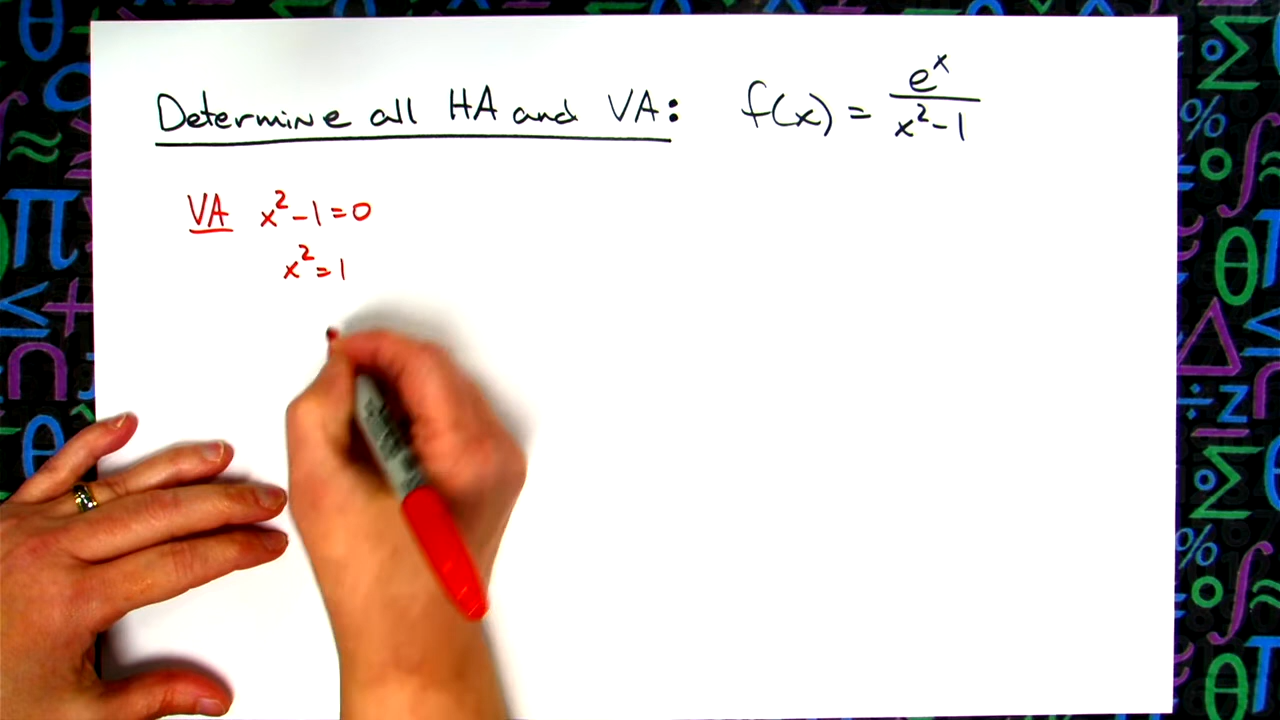 Determine all HA and VA: f(x) = e^x / (x² - 1)
VA x² - 1 = 0
x² = 1